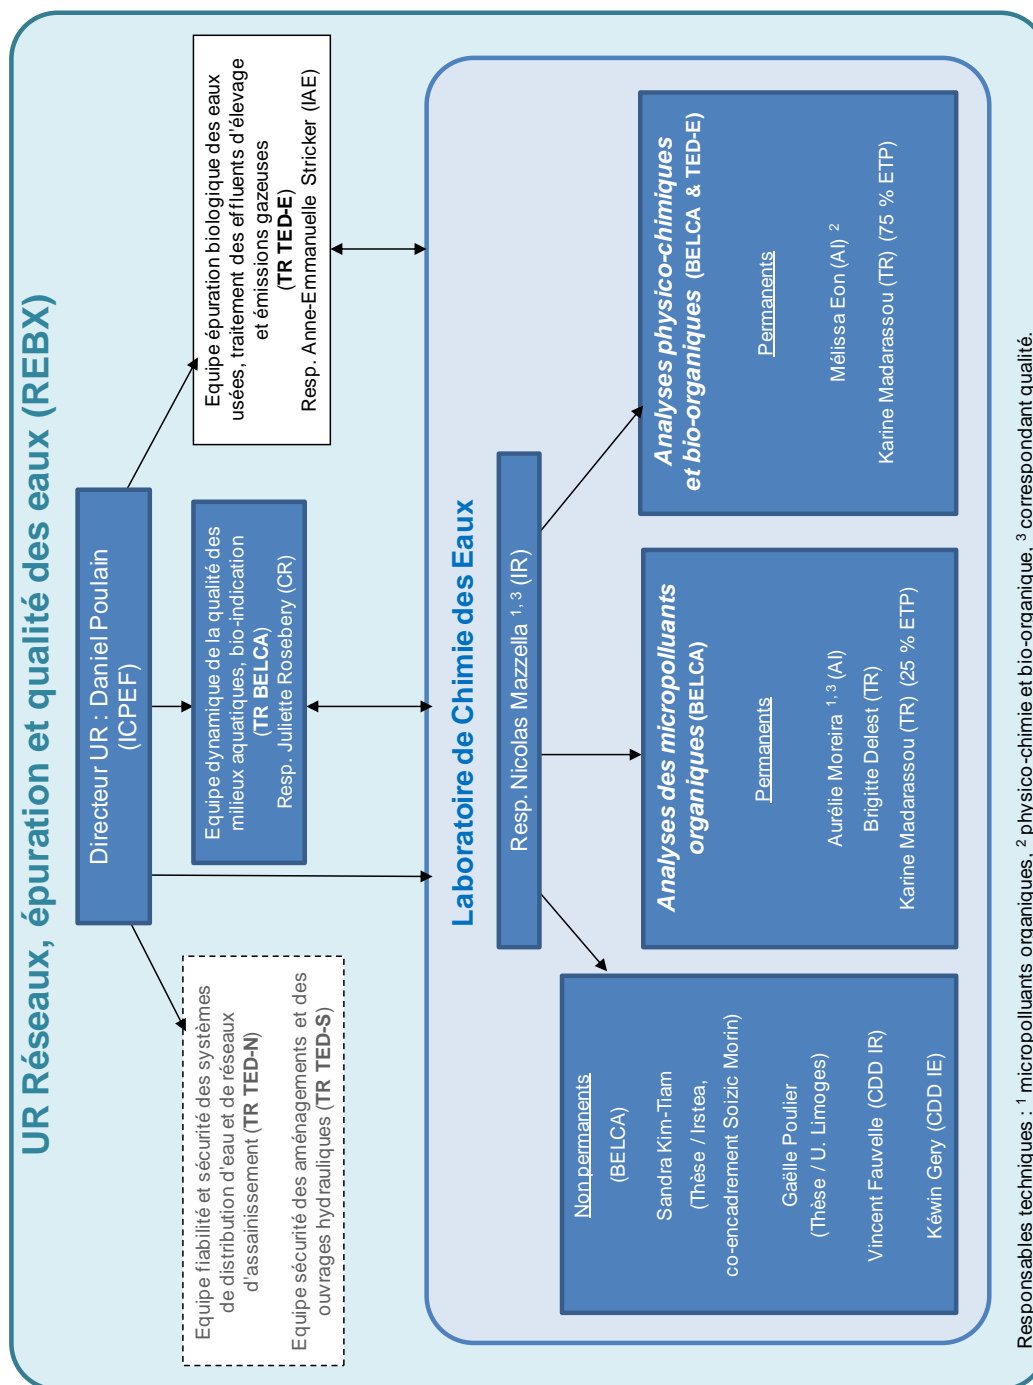 UR Réseaux, épuration et qualité des eaux (REBX)
Directeur UR : Daniel Poulain
(ICPEF)
Equipe fiabilité et sécurité des systèmes
de distribution d'eau et de réseaux
d'assainissement (TR TED-N)
Equipe sécurité des aménagements et des
ouvrages hydrauliques (TR TED-S)
Equipe dynamique de la qualité des
milieux aquatiques, bio-indication
(TR BELCA)
Resp. Juliette Rosebery (CR)
Equipe épuration biologique des eaux
usées, traitement des effluents d'élevage
et émissions gazeuses
(TR TED-E)
Resp. Anne-Emmanuelle Stricker (IAE)
Laboratoire de Chimie des Eaux
Resp. Nicolas Mazzella 1, 3 (IR)
Non permanents
(BELCA)
Sandra Kim-Tiam
(Thèse / Irstea,
co-encadrement Soizic Morin)
Gaëlle Poulier
(Thèse / U. Limoges)
Vincent Fauvelle (CDD IR)
Kéwin Gery (CDD IE)
Analyses des micropolluants
organiques (BELCA)
Permanents
Aurélie Moreira 1, 3 (AI)
Brigitte Delest (TR)
Karine Madarassou (TR) (25 % ETP)
Analyses physico-chimiques
et bio-organiques (BELCA & TED-E)
Permanents
Mélissa Eon (AI) 2
Karine Madarassou (TR) (75 % ETP)
Responsables techniques : 1 micropolluants organiques, 2 physico-chimie et bio-organique, 3 correspondant qualité.